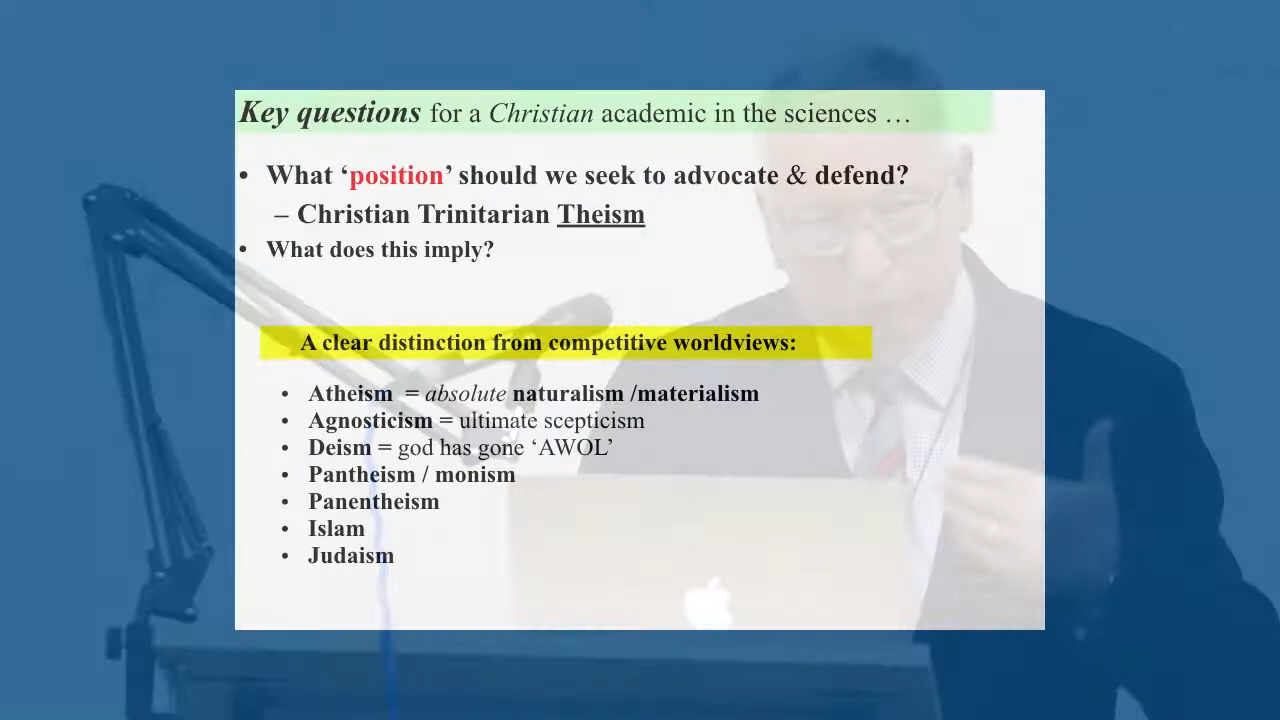 Key questions for a Christian academic in the sciences …
• What ‘position’ should we seek to advocate & defend?
– Christian Trinitarian Theism
• What does this imply?
A clear distinction from competitive worldviews:
• Atheism = absolute naturalism /materialism
• Agnosticism = ultimate scepticism
• Deism = god has gone ‘AWOL’
• Pantheism / monism
• Panentheism
• Islam
• Judaism